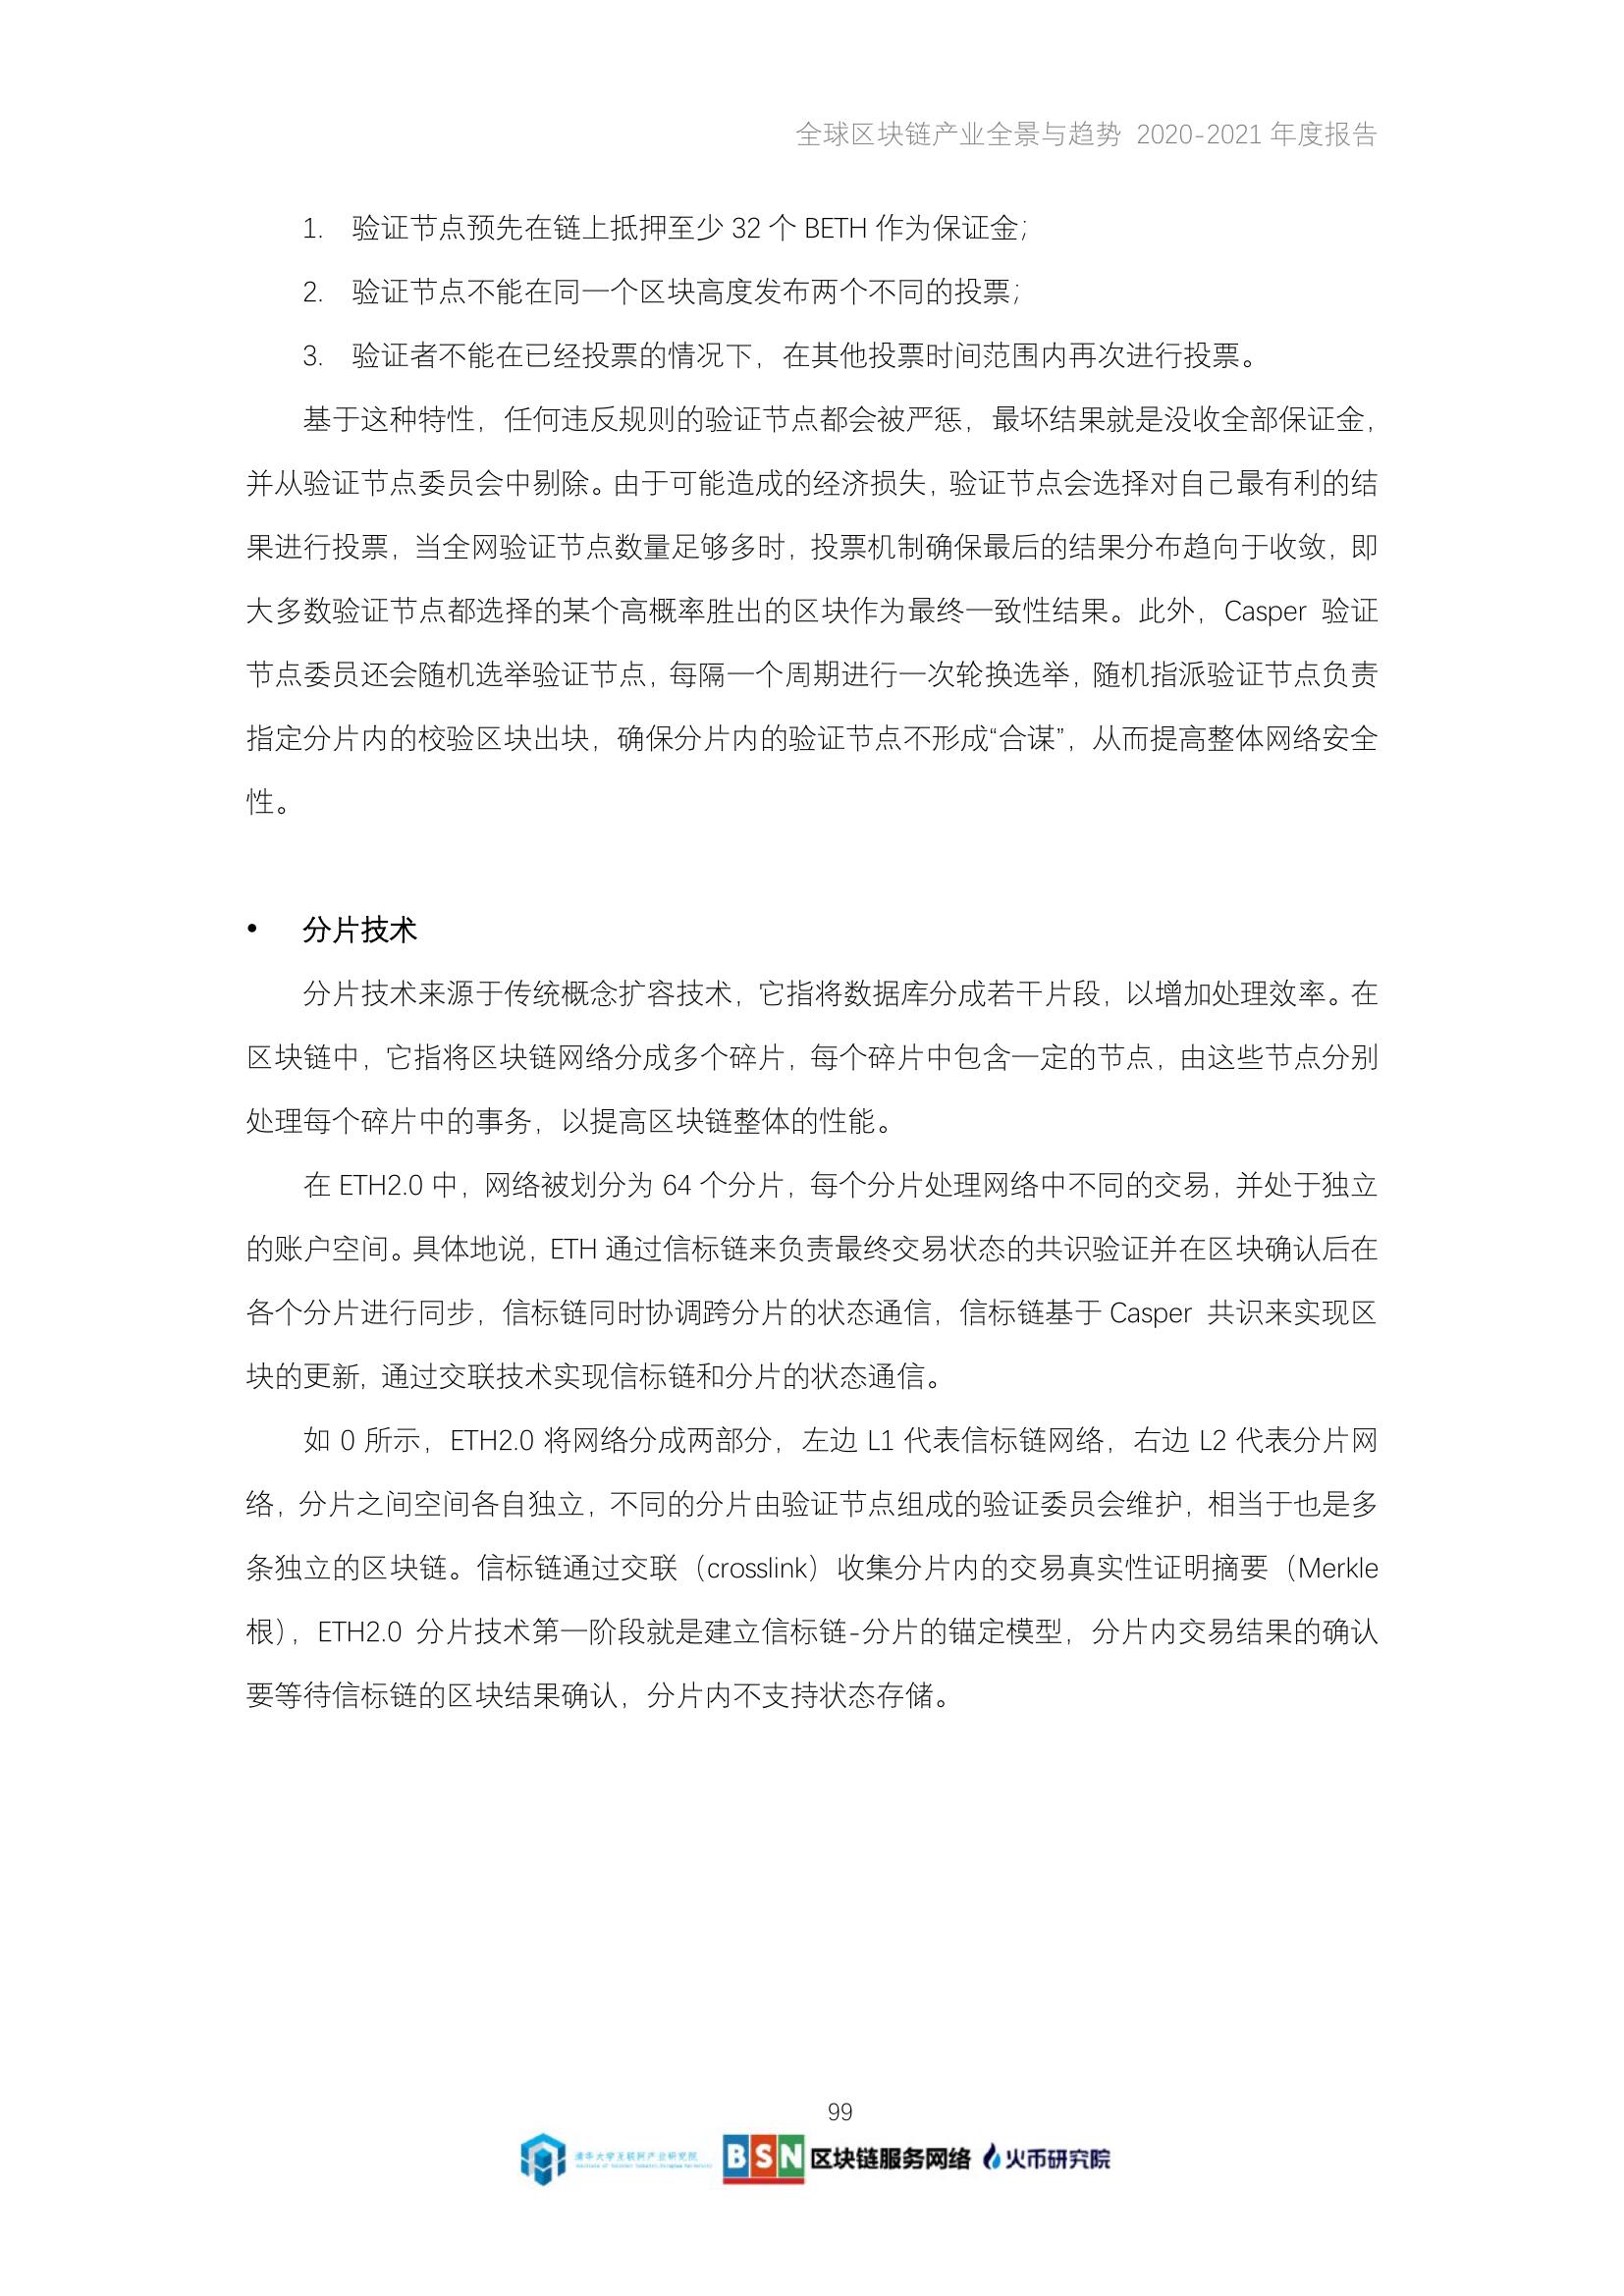 全球区块链产业全景与趋势 2020-2021 年度报告
1. 验证节点预先在链上抵押至少 32 个 BETH 作为保证金；
2. 验证节点不能在同一个区块高度发布两个不同的投票；
3. 验证者不能在已经投票的情况下，在其他投票时间范围内再次进行投票。
基于这种特性，任何违反规则的验证节点都会被严惩，最坏结果就是没收全部保证金，
并从验证节点委员会中剔除。由于可能造成的经济损失，验证节点会选择对自己最有利的结
果进行投票，当全网验证节点数量足够多时，投票机制确保最后的结果分布趋向于收敛，即
大多数验证节点都选择的某个高概率胜出的区块作为最终一致性结果。此外，Casper 验证
节点委员还会随机选举验证节点，每隔一个周期进行一次轮换选举，随机指派验证节点负责
指定分片内的校验区块出块，确保分片内的验证节点不形成“合谋”，从而提高整体网络安全
性。
• 分片技术
分片技术来源于传统概念扩容技术，它指将数据库分成若干片段，以增加处理效率。在
区块链中，它指将区块链网络分成多个碎片，每个碎片中包含一定的节点，由这些节点分别
处理每个碎片中的事务，以提高区块链整体的性能。
在 ETH2.0 中，网络被划分为 64 个分片，每个分片处理网络中不同的交易，并处于独立
的账户空间。具体地说，ETH 通过信标链来负责最终交易状态的共识验证并在区块确认后在
各个分片进行同步，信标链同时协调跨分片的状态通信，信标链基于 Casper 共识来实现区
块的更新，通过交联技术实现信标链和分片的状态通信。
如 0 所示，ETH2.0 将网络分成两部分，左边 L1 代表信标链网络，右边 L2 代表分片网
络，分片之间空间各自独立，不同的分片由验证节点组成的验证委员会维护，相当于也是多
条独立的区块链。信标链通过交联（crosslink）收集分片内的交易真实性证明摘要（Merkle
根），ETH2.0 分片技术第一阶段就是建立信标链-分片的锚定模型，分片内交易结果的确认
要等待信标链的区块结果确认，分片内不支持状态存储。
99
清华大学互联网产业研究院
BSN 区块链服务网络 火币研究院